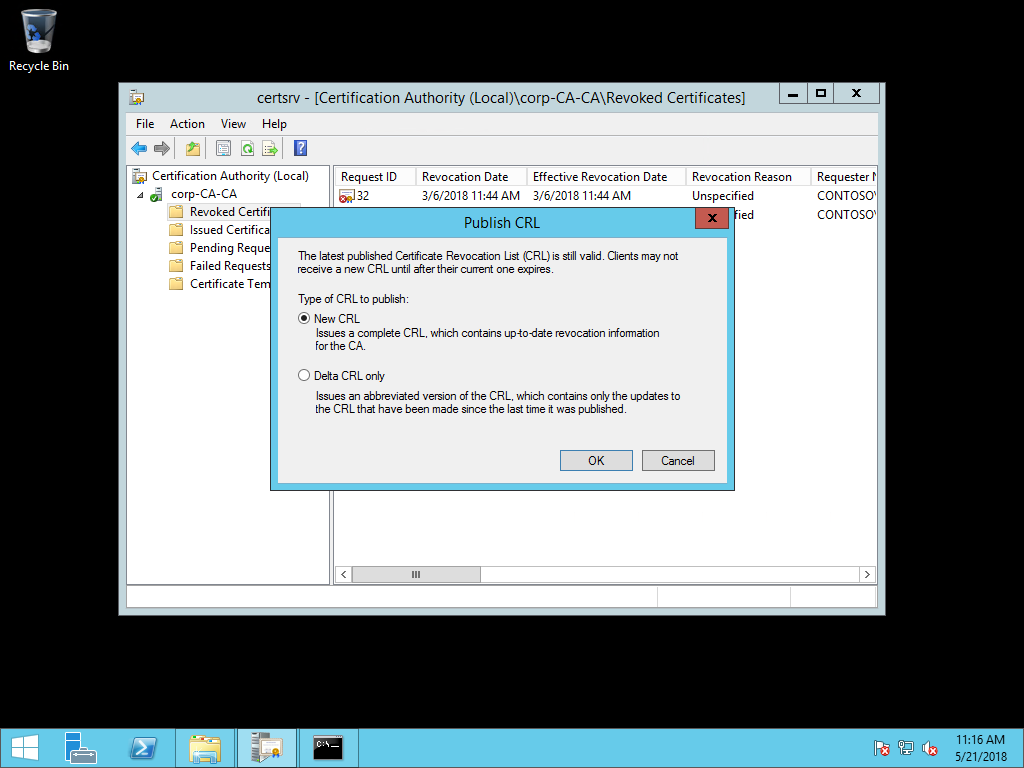 Recycle Bin
certsrv - [Certification Authority (Local)\corp-CA-CA\Revoked Certificates]
File Action View Help
Certification Authority (Local)
corp-CA-CA
Revoked Certifi
Issued Certifica
Pending Reque
Failed Requests
Certificate Tem
Request ID Revocation Date Effective Revocation Date Revocation Reason Requester N
32 3/6/2018 11:44 AM 3/6/2018 11:44 AM Unspecified CONTOSO\
fied CONTOSO\
Publish CRL
The latest published Certificate Revocation List (CRL) is still valid. Clients may not
receive a new CRL until after their current one expires.
Type of CRL to publish:
New CRL
Issues a complete CRL, which contains up-to-date revocation information
for the CA.
Delta CRL only
Issues an abbreviated version of the CRL, which contains only the updates to
the CRL that have been made since the last time it was published.
OK Cancel
C:\_
11:16 AM
5/21/2018